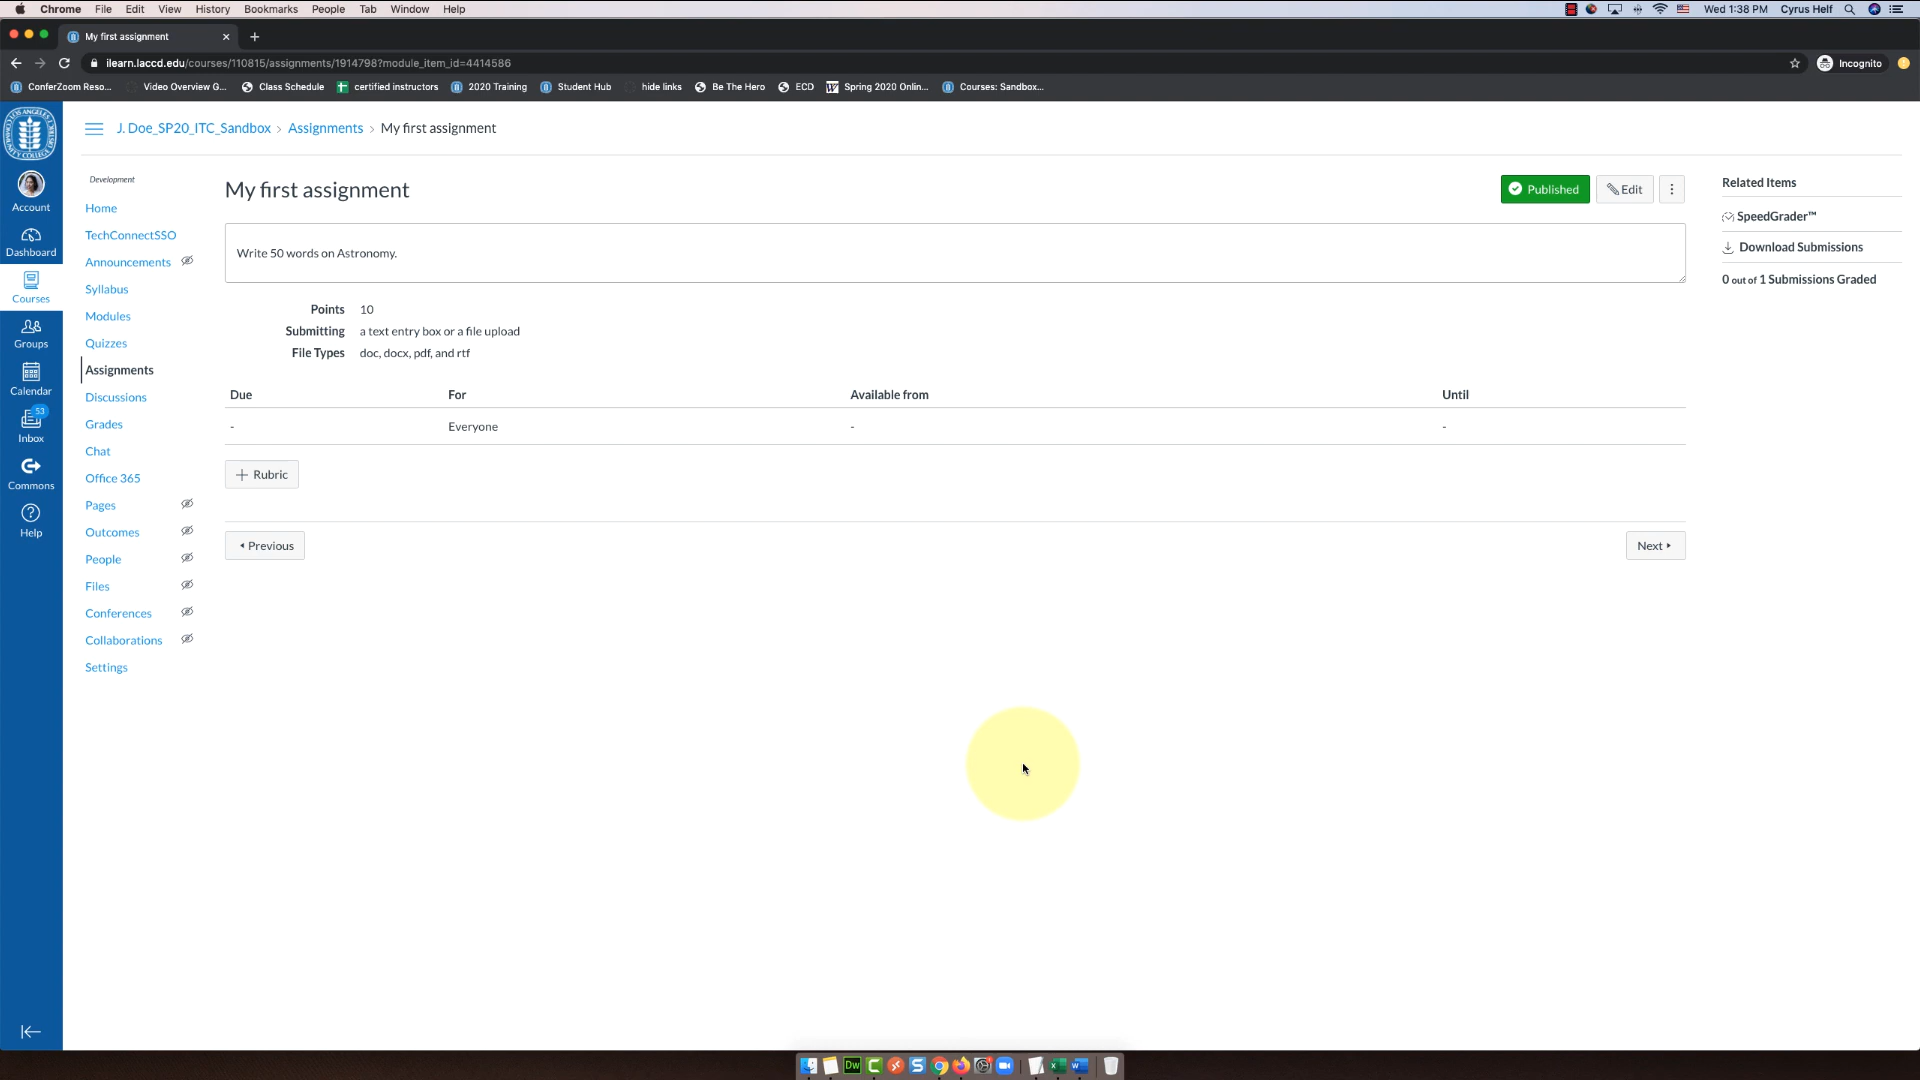 Chrome File Edit View History Bookmarks People Tab Window Help
Wed 1:38 PM Cyrus Helf
My first assignment
ilearn.laccd.edu/courses/110815/assignments/1914798?module_item_id=4414586
Incognito
ConferZoom Reso... Video Overview G... Class Schedule certified instructors 2020 Training Student Hub hide links Be The Hero ECD Spring 2020 Onlin... Courses: Sandbox...
J. Doe_SP20_ITC_Sandbox › Assignments › My first assignment
Account
Dashboard
Courses
Groups
Calendar
53
Inbox
Commons
Help
Development
Home
TechConnectSSO
Announcements
Syllabus
Modules
Quizzes
Assignments
Discussions
Grades
Chat
Office 365
Pages
Outcomes
People
Files
Conferences
Collaborations
Settings
My first assignment
Published
Edit
Write 50 words on Astronomy.
Points 10
Submitting a text entry box or a file upload
File Types doc, docx, pdf, and rtf
Due For Available from Until
- Everyone - -
+ Rubric
Previous
Next
Related Items
SpeedGrader™
Download Submissions
0 out of 1 Submissions Graded
Dw